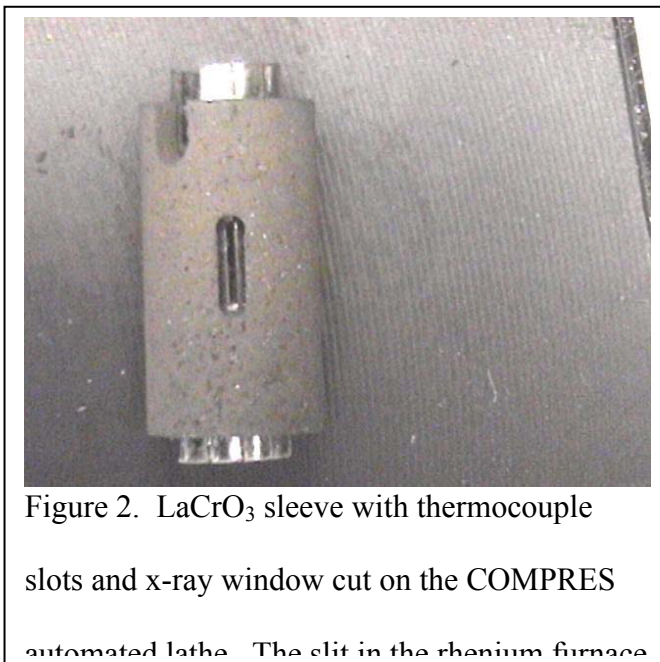 Figure 2. LaCrO₃ sleeve with thermocouple
slots and x-ray window cut on the COMPRES
automated lathe. The slit in the rhenium furnace